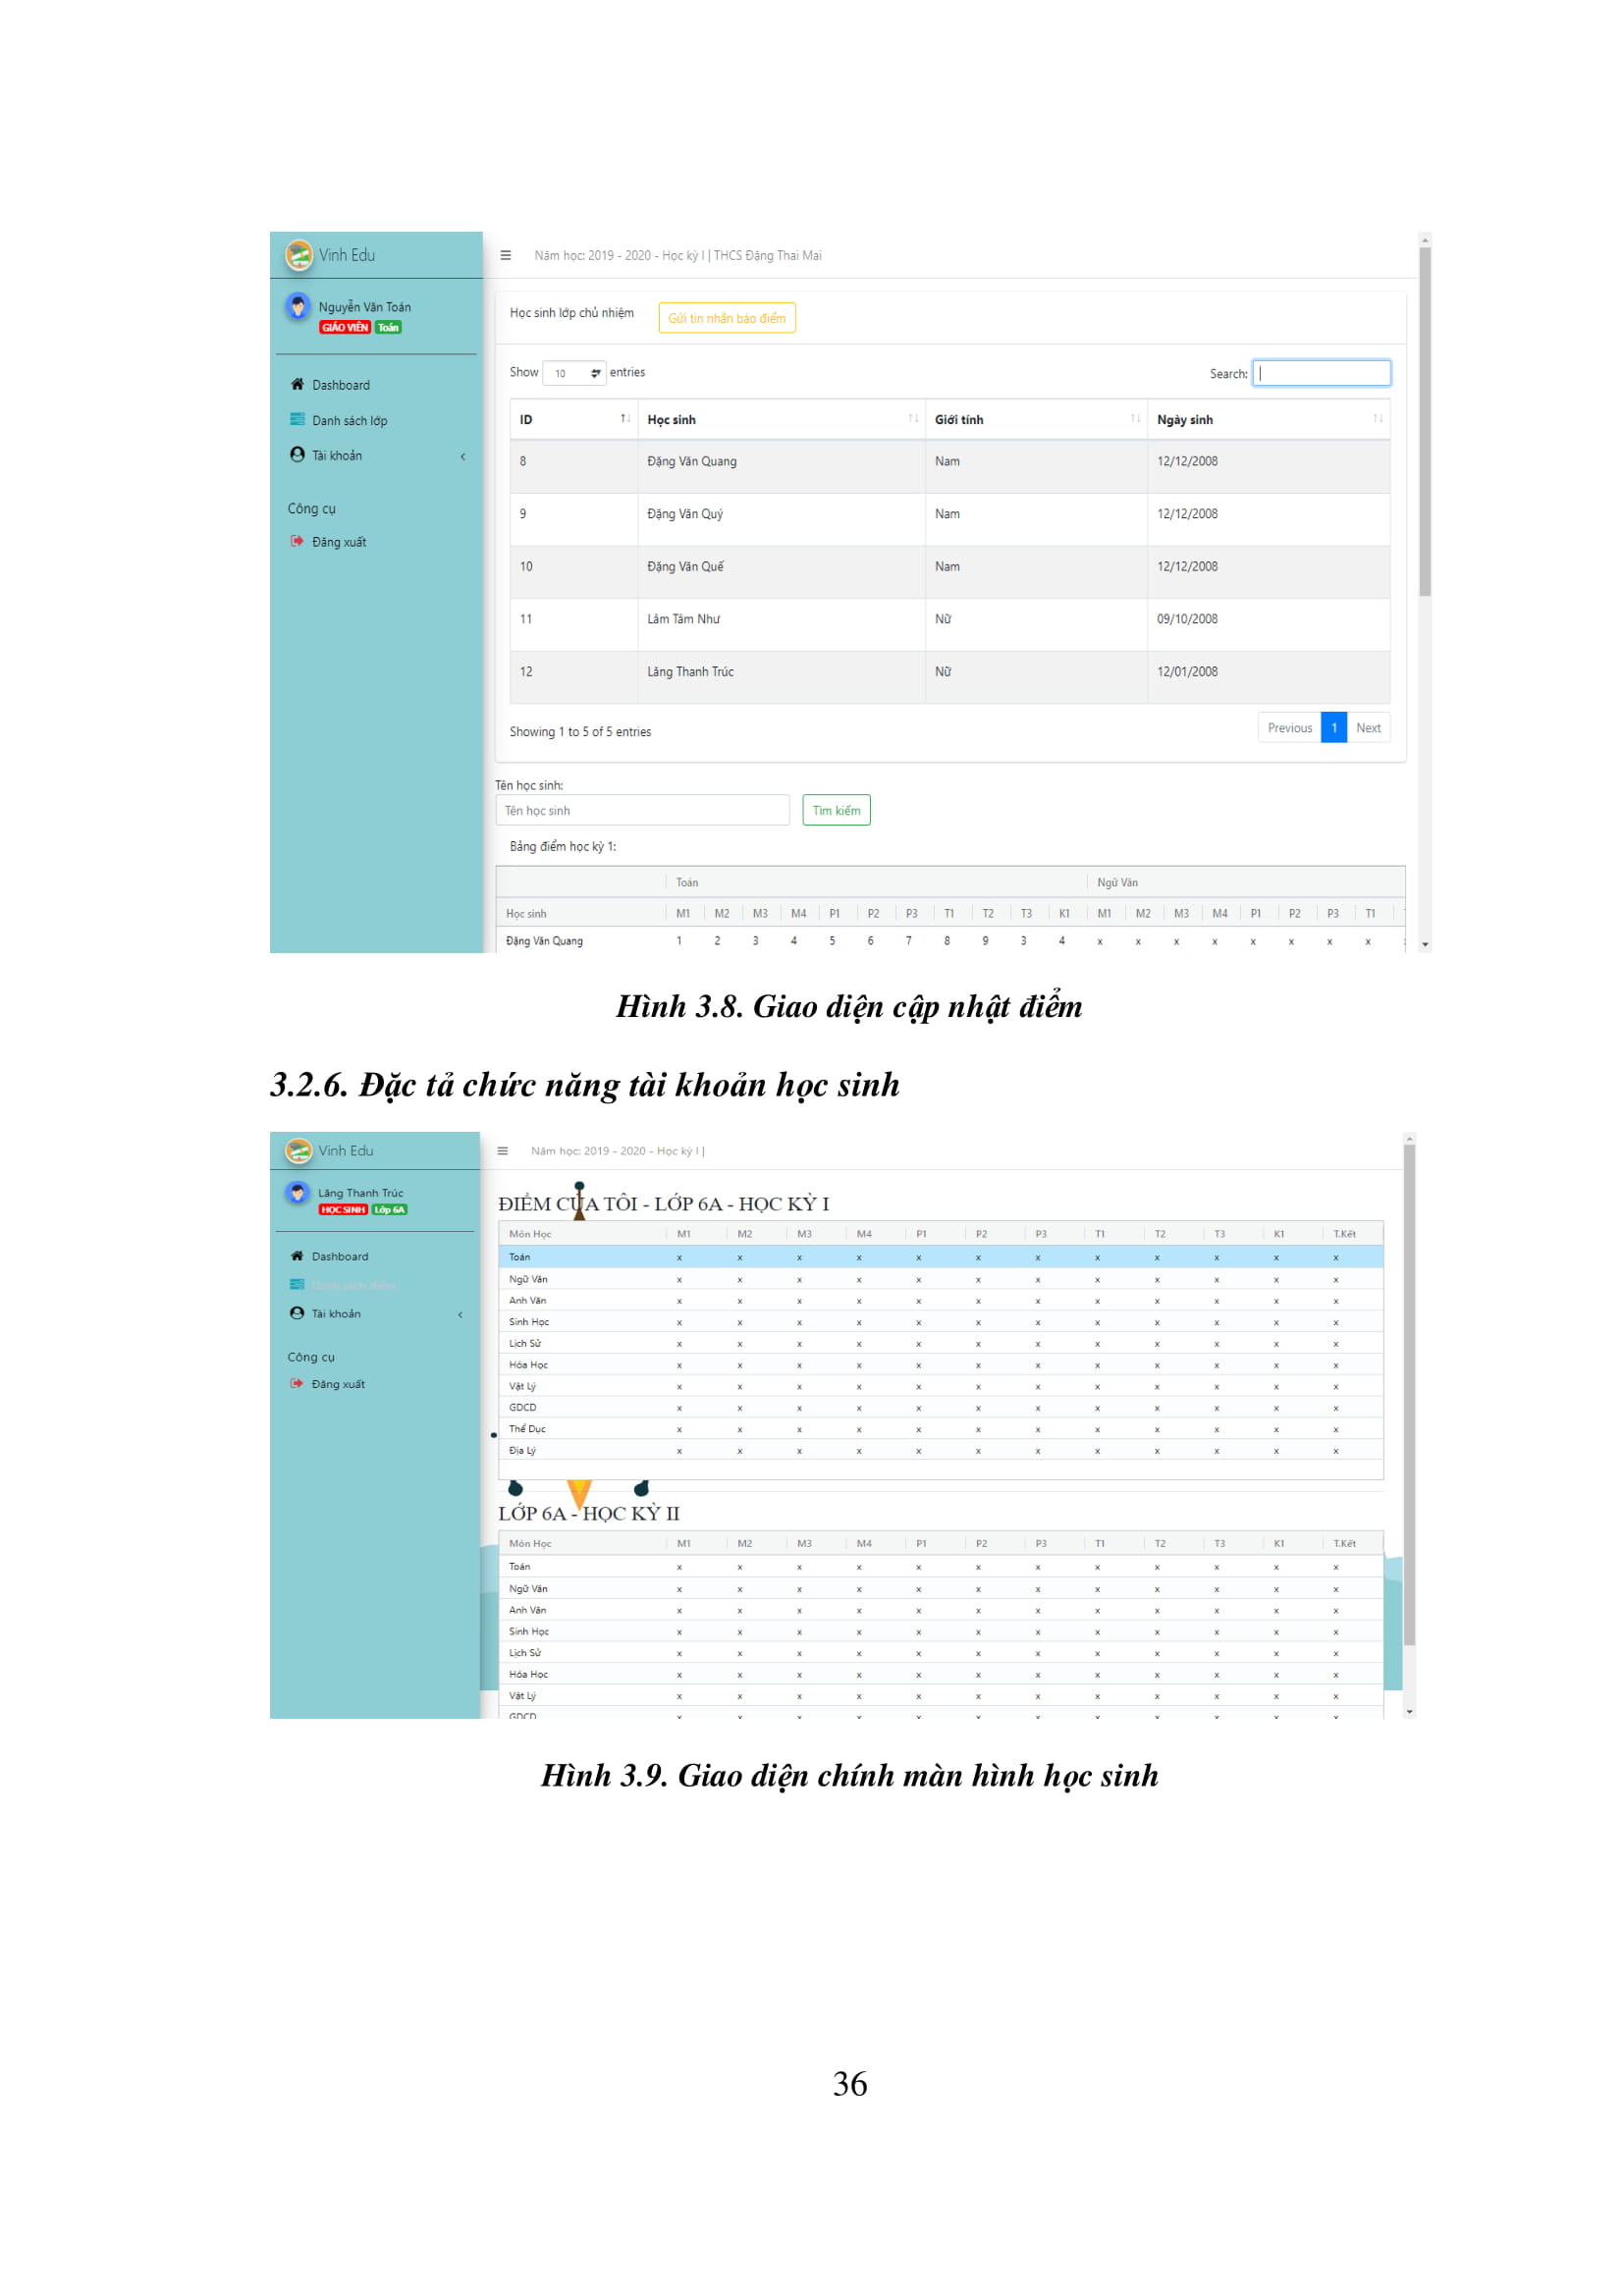 Vinh Edu
Năm học: 2019 - 2020 - Học kỳ I | THCS Đặng Thai Mai
Nguyễn Văn Toán
GIÁO VIÊN Toán
Dashboard
Danh sách lớp
Tài khoản
Công cụ
Đăng xuất
Học sinh lớp chủ nhiệm Gửi tin nhắn báo điểm
Show 10 entries Search:
ID Học sinh Giới tính Ngày sinh
8 Đặng Văn Quang Nam 12/12/2008
9 Đặng Văn Quý Nam 12/12/2008
10 Đặng Văn Quế Nam 12/12/2008
11 Lâm Tâm Như Nữ 09/10/2008
12 Lăng Thanh Trúc Nữ 12/01/2008
Showing 1 to 5 of 5 entries Previous 1 Next
Tên học sinh:
Tên học sinh Tìm kiếm
Bảng điểm học kỳ 1:
Toán Ngữ Văn
Học sinh M1 M2 M3 M4 P1 P2 P3 T1 T2 T3 K1 M1 M2 M3 M4 P1 P2 P3 T1
Đặng Văn Quang 1 2 3 4 5 6 7 8 9 3 4 x x x x x x x x
Hình 3.8. Giao diện cập nhật điểm
3.2.6. Đặc tả chức năng tài khoản học sinh
Vinh Edu
Năm học: 2019 - 2020 - Học kỳ I |
Lăng Thanh Trúc
HỌC SINH Lớp 6A
Dashboard
Danh sách điểm
Tài khoản
Công cụ
Đăng xuất
ĐIỂM CỦA TÔI - LỚP 6A - HỌC KỲ I
Môn Học M1 M2 M3 M4 P1 P2 P3 T1 T2 T3 K1 T.Kết
Toán x x x x x x x x x x x x
Ngữ Văn x x x x x x x x x x x x
Anh Văn x x x x x x x x x x x x
Sinh Học x x x x x x x x x x x x
Lịch Sử x x x x x x x x x x x x
Hóa Học x x x x x x x x x x x x
Vật Lý x x x x x x x x x x x x
GDCD x x x x x x x x x x x x
Thể Dục x x x x x x x x x x x x
Địa Lý x x x x x x x x x x x x
LỚP 6A - HỌC KỲ II
Môn Học M1 M2 M3 M4 P1 P2 P3 T1 T2 T3 K1 T.Kết
Toán x x x x x x x x x x x x
Ngữ Văn x x x x x x x x x x x x
Anh Văn x x x x x x x x x x x x
Sinh Học x x x x x x x x x x x x
Lịch Sử x x x x x x x x x x x x
Hóa Học x x x x x x x x x x x x
Vật Lý x x x x x x x x x x x x
GDCD x x x x x x x x x x x x
Hình 3.9. Giao diện chính màn hình học sinh
36